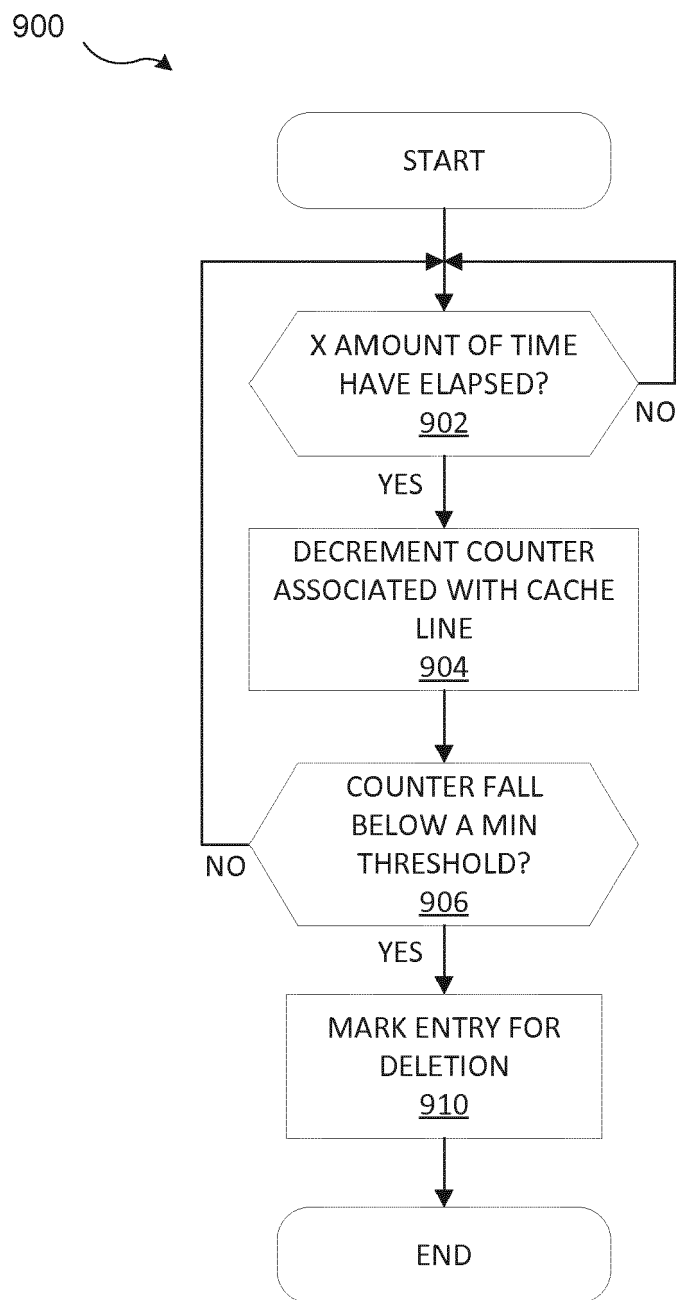 900
START
X AMOUNT OF TIME
HAVE ELAPSED?
902
NO
YES
DECREMENT COUNTER
ASSOCIATED WITH CACHE
LINE
904
COUNTER FALL
BELOW A MIN
THRESHOLD?
906
NO
YES
MARK ENTRY FOR
DELETION
910
END